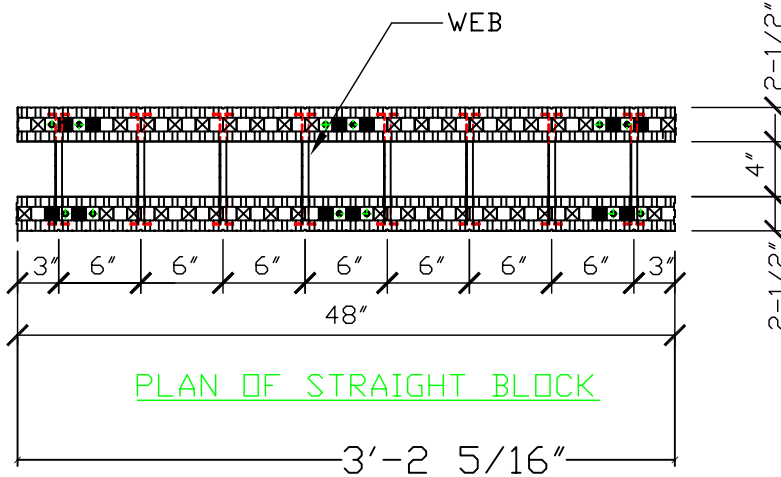 WEB
2-1/2"
4"
2-1/2"
3" 6" 6" 6" 6" 6" 6" 6" 3"
48"
PLAN OF STRAIGHT BLOCK
3'-2 5/16"